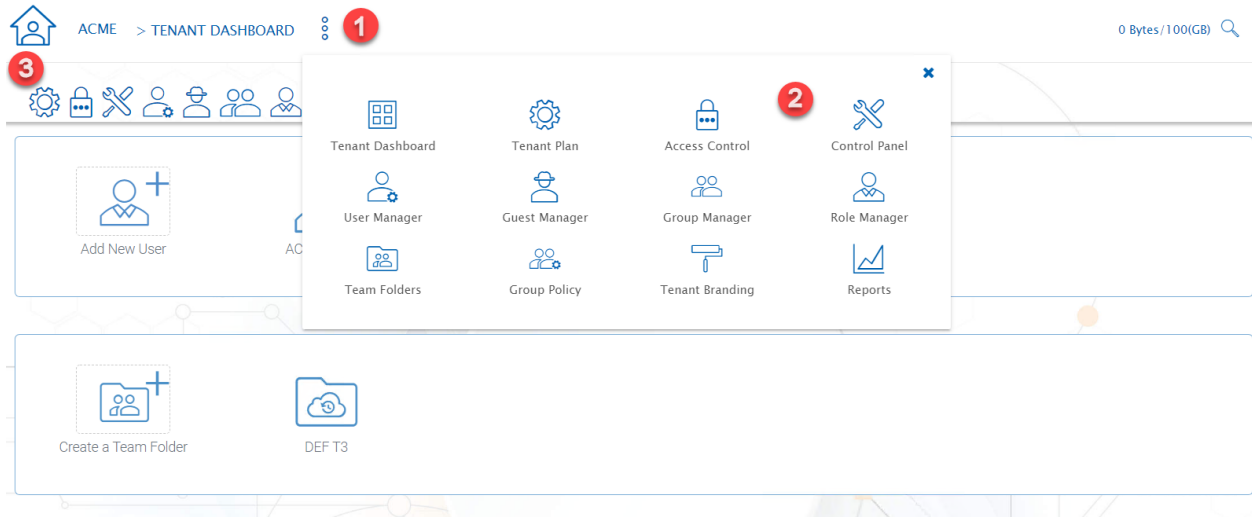 ACME > TENANT DASHBOARD 1 0 Bytes/100(GB)
3
2
Tenant Dashboard Tenant Plan Access Control Control Panel
User Manager Guest Manager Group Manager Role Manager
Add New User AC
Team Folders Group Policy Tenant Branding Reports
Create a Team Folder DEF T3